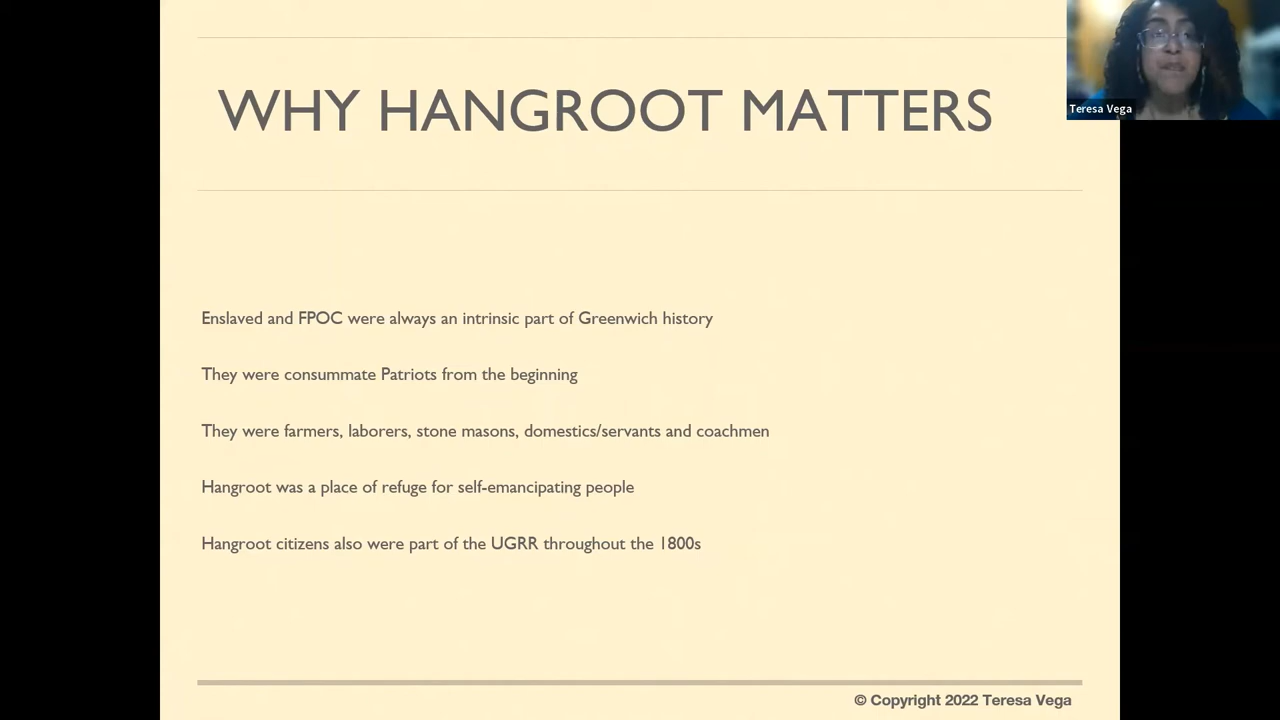 WHY HANGROOT MATTERS
Teresa Vega
Enslaved and FPOC were always an intrinsic part of Greenwich history
They were consummate Patriots from the beginning
They were farmers, laborers, stone masons, domestics/servants and coachmen
Hangroot was a place of refuge for self-emancipating people
Hangroot citizens also were part of the UGRR throughout the 1800s
© Copyright 2022 Teresa Vega